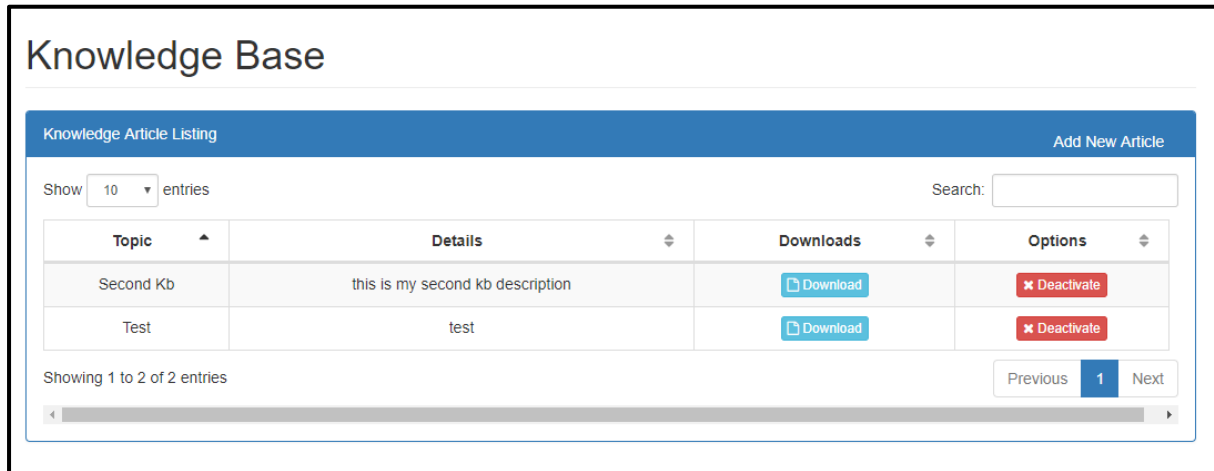 Knowledge Base
Knowledge Article Listing Add New Article
Show 10 entries Search:
Topic Details Downloads Options
Second Kb this is my second kb description Download Deactivate
Test test Download Deactivate
Showing 1 to 2 of 2 entries Previous 1 Next